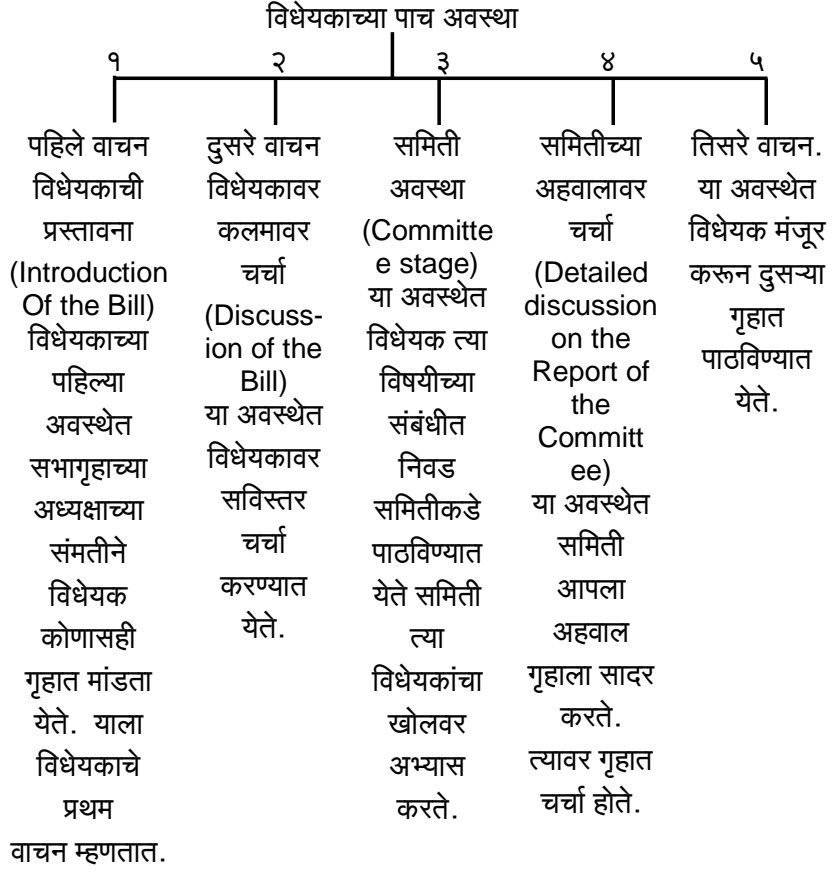 विधेयकाच्या पाच अवस्था
१ २ ३ ४ ५
पहिले वाचन
विधेयकाची
प्रस्तावना
(Introduction
Of the Bill)
विधेयकाच्या
पहिल्या
अवस्थेत
सभागृहाच्या
अध्यक्षाच्या
संमतीने
विधेयक
कोणासही
गृहात मांडता
येते. याला
विधेयकाचे
प्रथम
वाचन म्हणतात.
दुसरे वाचन
विधेयकावर
कलमावर
चर्चा
(Discuss-
ion of the
Bill)
या अवस्थेत
विधेयकावर
सविस्तर
चर्चा
करण्यात
येते.
समिती
अवस्था
(Committe
e stage)
या अवस्थेत
विधेयक त्या
विषयीच्या
संबंधीत
निवड
समितीकडे
पाठविण्यात
येते समिती
त्या
विधेयकांचा
खोलवर
अभ्यास
करते.
समितीच्या
अहवालावर
चर्चा
(Detailed
discussion
on the
Report of
the
Committ
ee)
या अवस्थेत
समिती
आपला
अहवाल
गृहाला सादर
करते.
त्यावर गृहात
चर्चा होते.
तिसरे वाचन.
या अवस्थेत
विधेयक मंजूर
करून दुसऱ्या
गृहात
पाठविण्यात
येते.